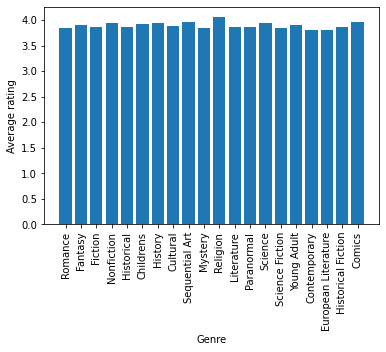 4.0
3.5
3.0
2.5
2.0
1.5
1.0
0.5
0.0
Average rating
Romance
Fantasy
Fiction
Nonfiction
Historical
Childrens
History
Cultural
Sequential Art
Mystery
Religion
Literature
Paranormal
Science
Science Fiction
Young Adult
Contemporary
European Literature
Historical Fiction
Comics
Genre